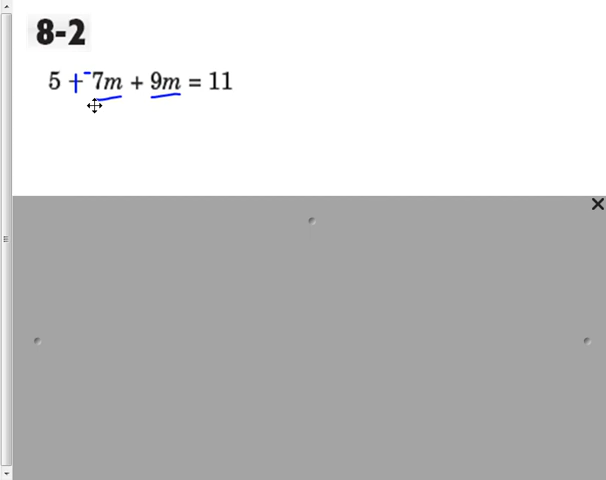 8-2
5 + ⁻7m + 9m = 11